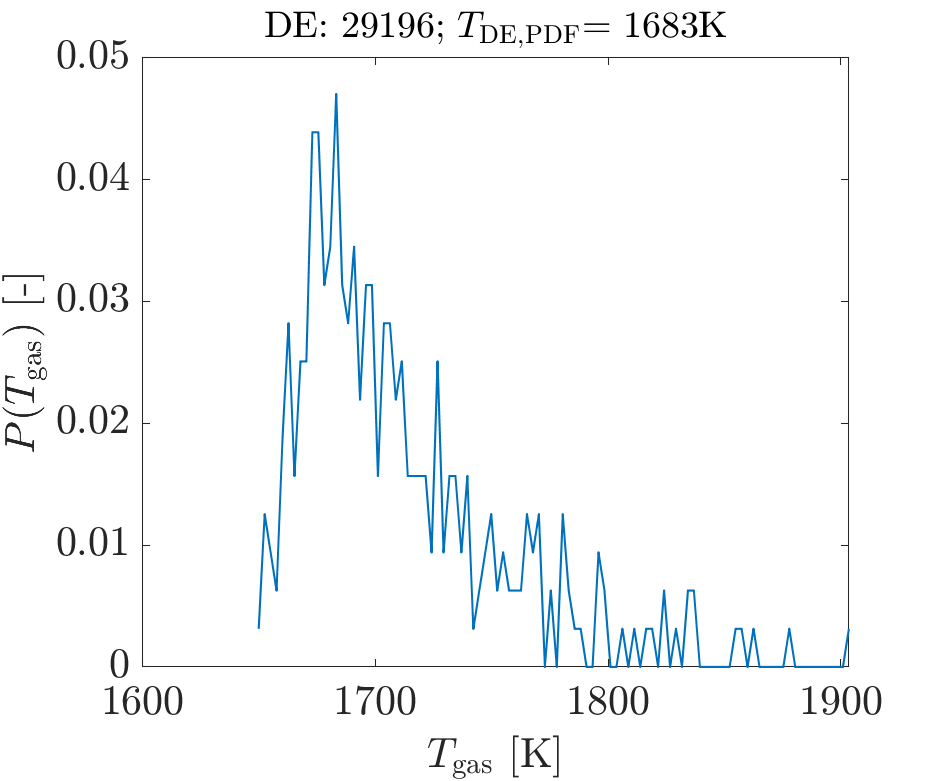 DE: 29196; T_DE,PDF= 1683K
0.05
0.04
0.03
0.02
0.01
0
P(T_gas) [-]
1600 1700 1800 1900
T_gas [K]